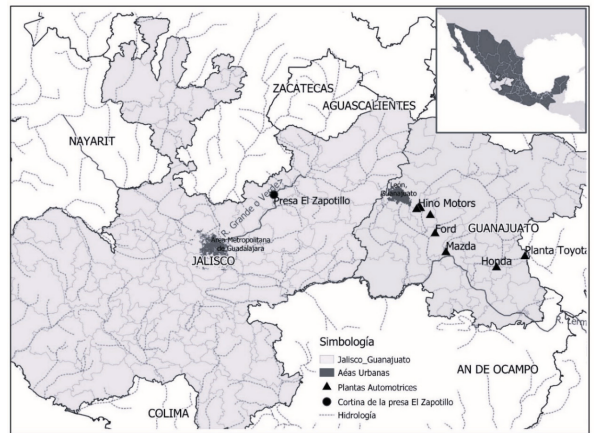 ZACATECAS
AGUASCALIENTES
NAYARIT
R. Grande o Verde
Presa El Zapotillo
León,
Guanajuato
Hino Motors
Ford
GUANAJUATO
Mazda
Planta Toyota
Honda
Área Metropolitana
de Guadalajara
JALISCO
R. Lerm
Simbología
Jalisco_Guanajuato
Aéas Urbanas
Plantas Automotrices
Cortina de la presa El Zapotillo
Hidrología
AN DE OCAMPO
COLIMA